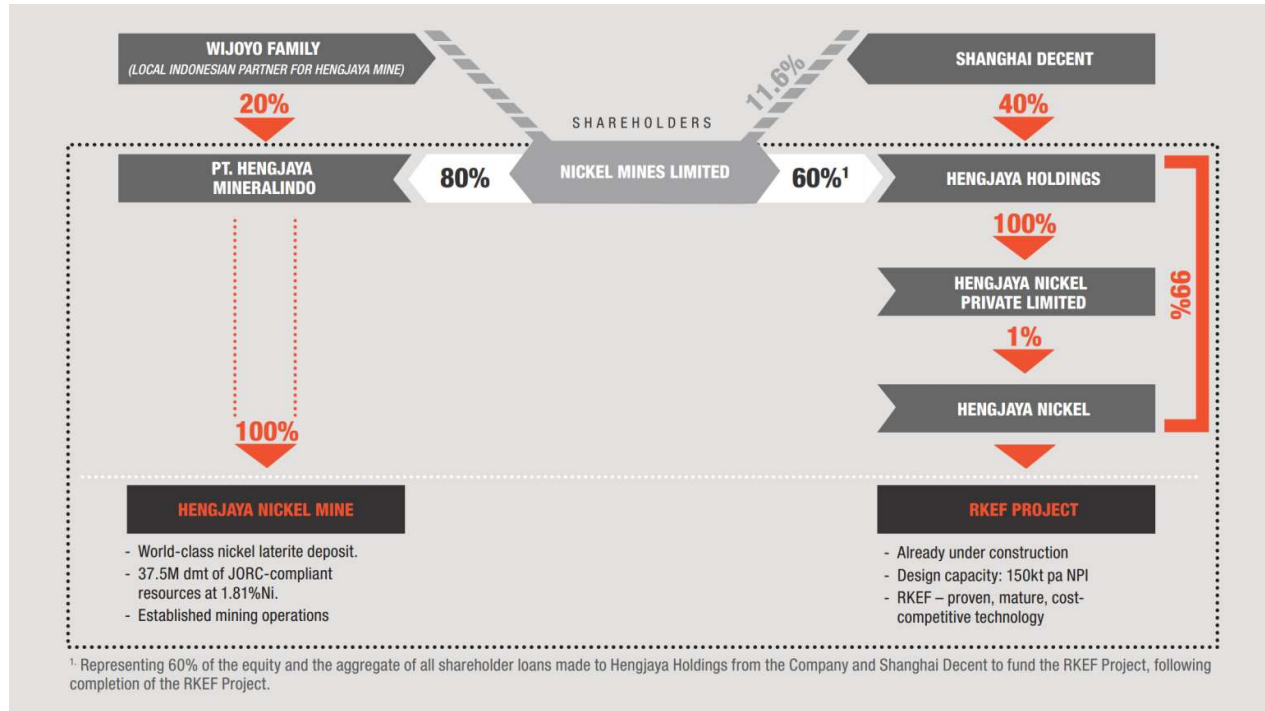 WIJOYO FAMILY
(LOCAL INDONESIAN PARTNER FOR HENGJAYA MINE)
SHANGHAI DECENT
11.6%
20%
40%
SHAREHOLDERS
PT. HENGJAYA
MINERALINDO
80%
NICKEL MINES LIMITED
60%¹
HENGJAYA HOLDINGS
100%
HENGJAYA NICKEL
PRIVATE LIMITED
99%
1%
HENGJAYA NICKEL
100%
HENGJAYA NICKEL MINE
- World-class nickel laterite deposit.
- 37.5M dmt of JORC-compliant
resources at 1.81%Ni.
- Established mining operations
RKEF PROJECT
- Already under construction
- Design capacity: 150kt pa NPI
- RKEF – proven, mature, cost-
competitive technology
¹· Representing 60% of the equity and the aggregate of all shareholder loans made to Hengjaya Holdings from the Company and Shanghai Decent to fund the RKEF Project, following
completion of the RKEF Project.